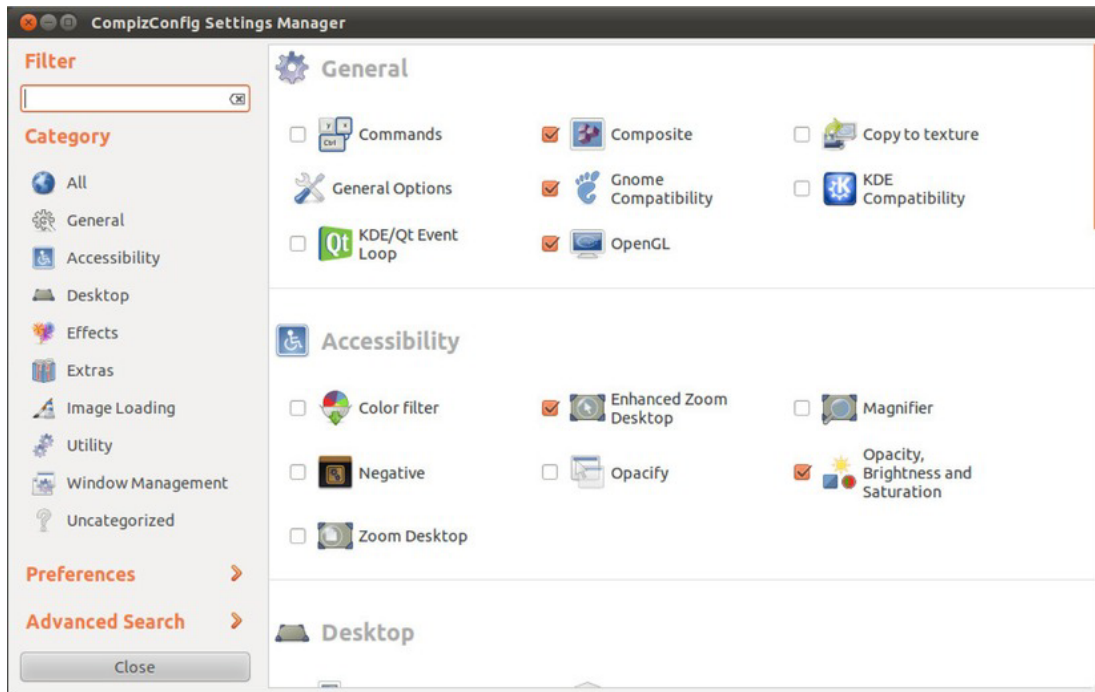 CompizConfig Settings Manager
Filter
Category
All
General
Accessibility
Desktop
Effects
Extras
Image Loading
Utility
Window Management
Uncategorized
Preferences
Advanced Search
Close
General
Commands
Composite
Copy to texture
General Options
Gnome
Compatibility
KDE
Compatibility
Qt
KDE/Qt Event
Loop
OpenGL
Accessibility
Color filter
Enhanced Zoom
Desktop
Magnifier
Negative
Opacify
Opacity,
Brightness and
Saturation
Zoom Desktop
Desktop